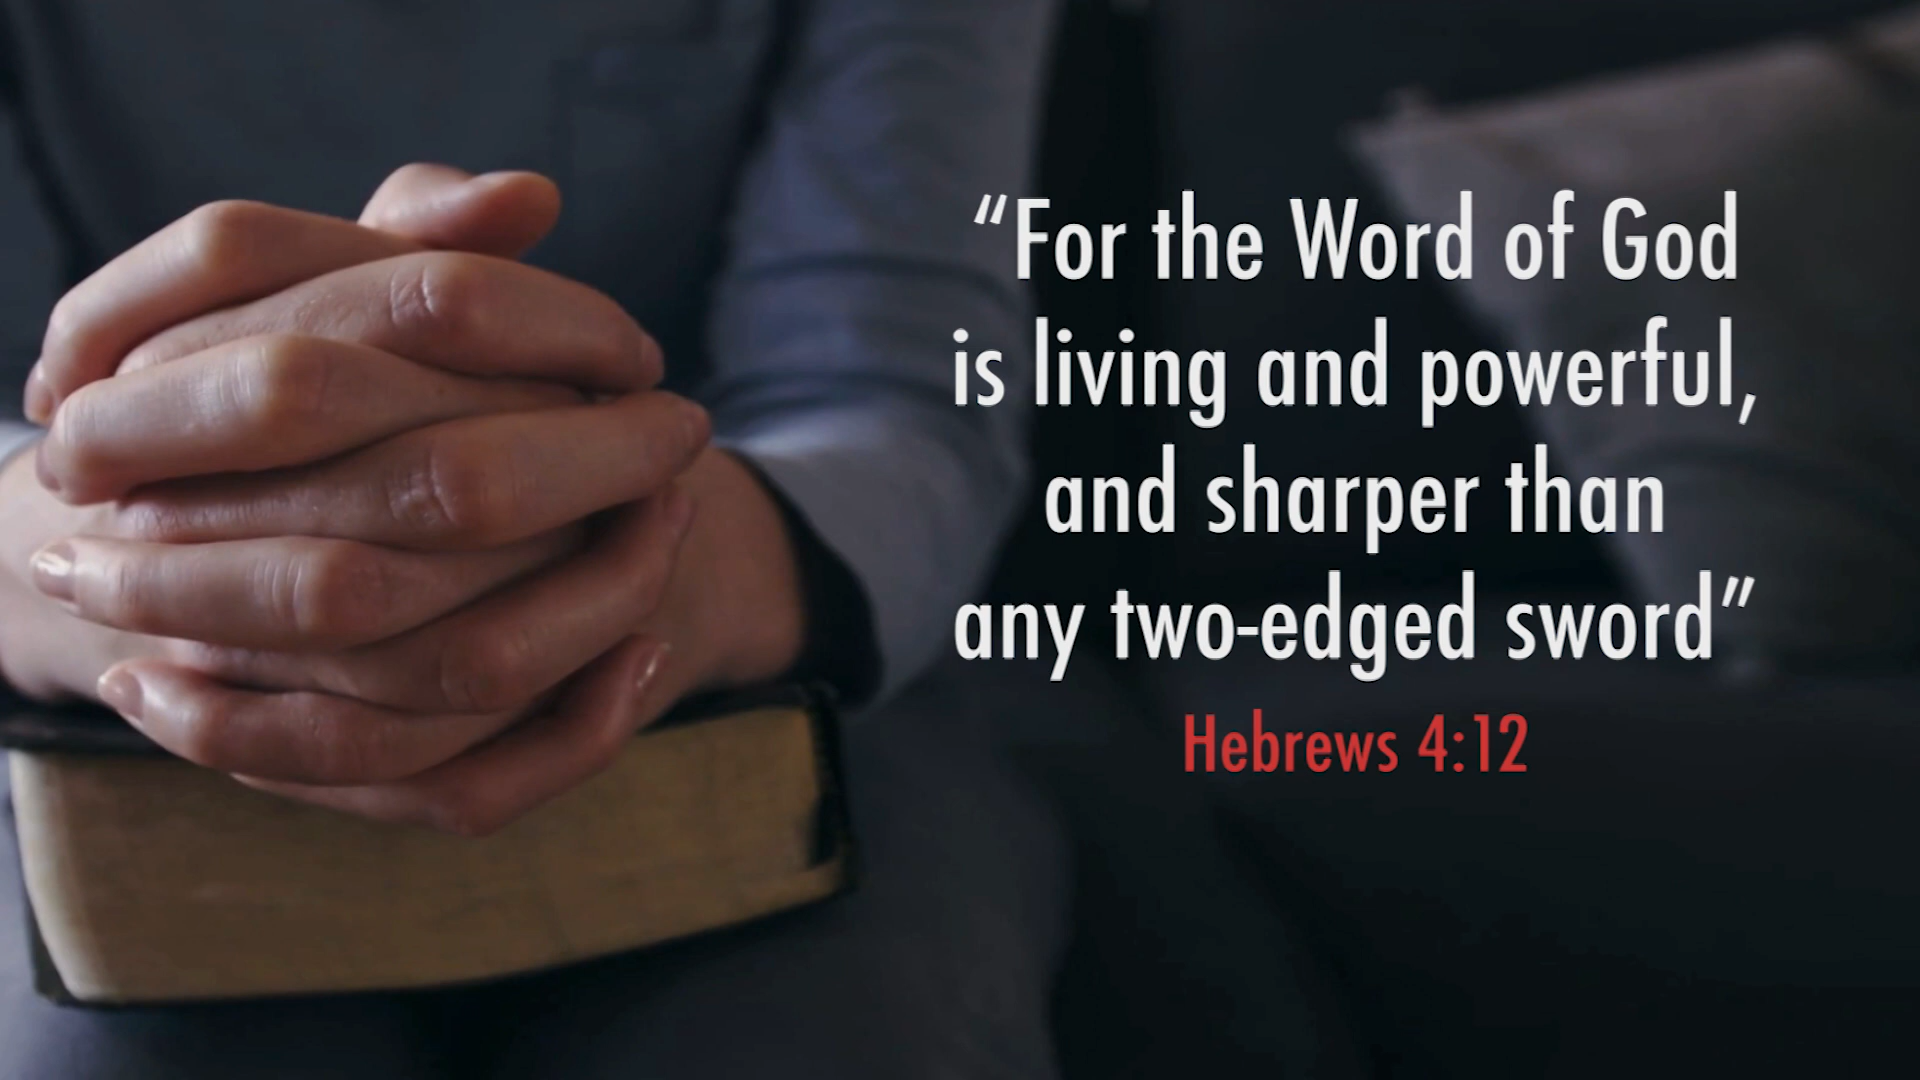 “For the Word of God
is living and powerful,
and sharper than
any two-edged sword”
Hebrews 4:12